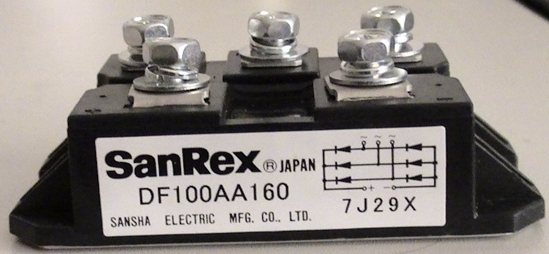 SanRex® JAPAN
DF100AA160
SANSHA ELECTRIC MFG. CO., LTD.
~ ~ ~
+ −
7J29X